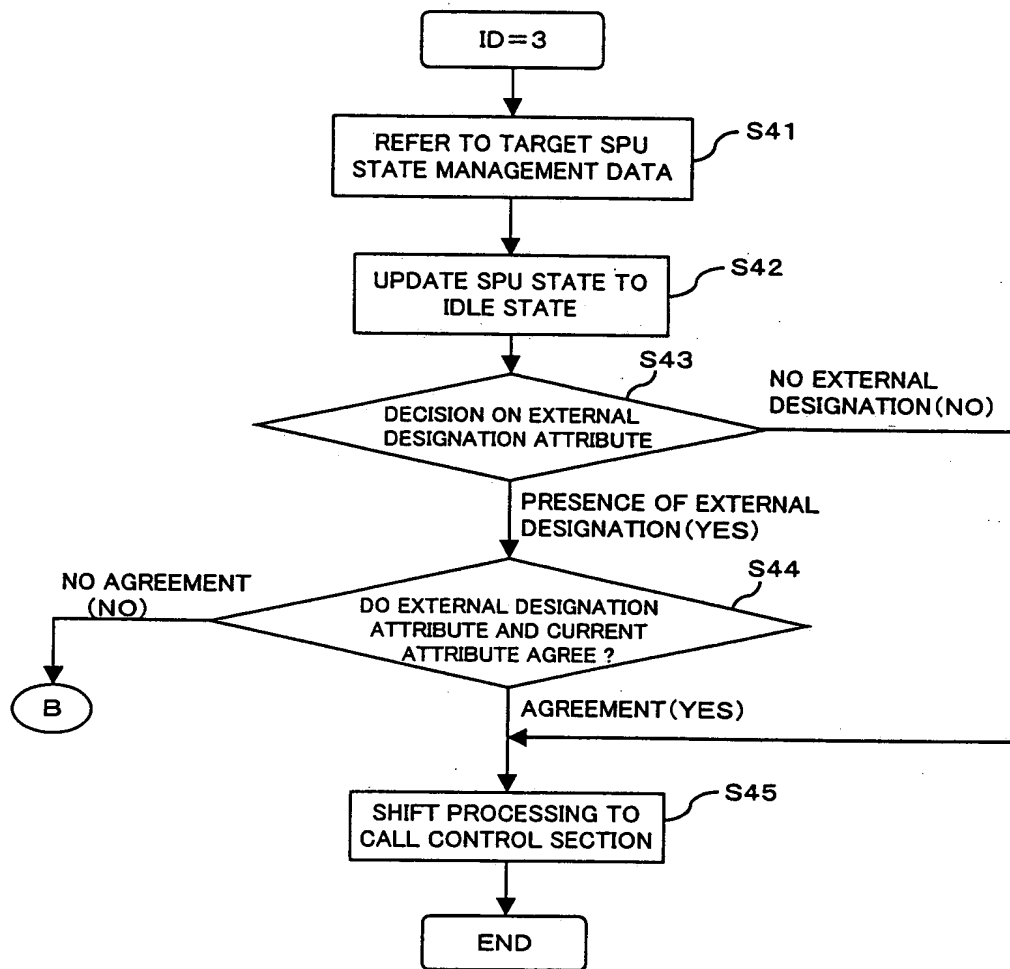 ID=3
REFER TO TARGET SPU
STATE MANAGEMENT DATA
S41
UPDATE SPU STATE TO
IDLE STATE
S42
DECISION ON EXTERNAL
DESIGNATION ATTRIBUTE
S43
NO EXTERNAL
DESIGNATION(NO)
PRESENCE OF EXTERNAL
DESIGNATION(YES)
NO AGREEMENT
(NO)
S44
DO EXTERNAL DESIGNATION
ATTRIBUTE AND CURRENT
ATTRIBUTE AGREE ?
B
AGREEMENT(YES)
SHIFT PROCESSING TO
CALL CONTROL SECTION
S45
END